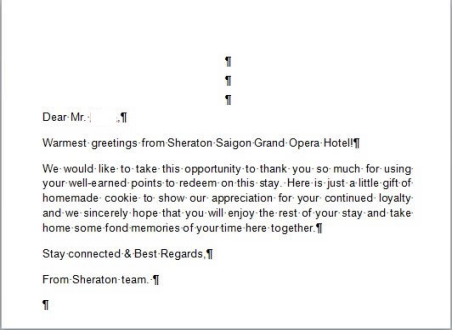 ¶
¶
¶
Dear Mr. ,¶
Warmest greetings from Sheraton Saigon Grand Opera Hotel!¶
We would like to take this opportunity to thank you so much for using
your well-earned points to redeem on this stay. Here is just a little gift of
homemade cookie to show our appreciation for your continued loyalty
and we sincerely hope that you will enjoy the rest of your stay and take
home some fond memories of your time here together.¶
Stay connected & Best Regards,¶
From Sheraton team. ¶
¶